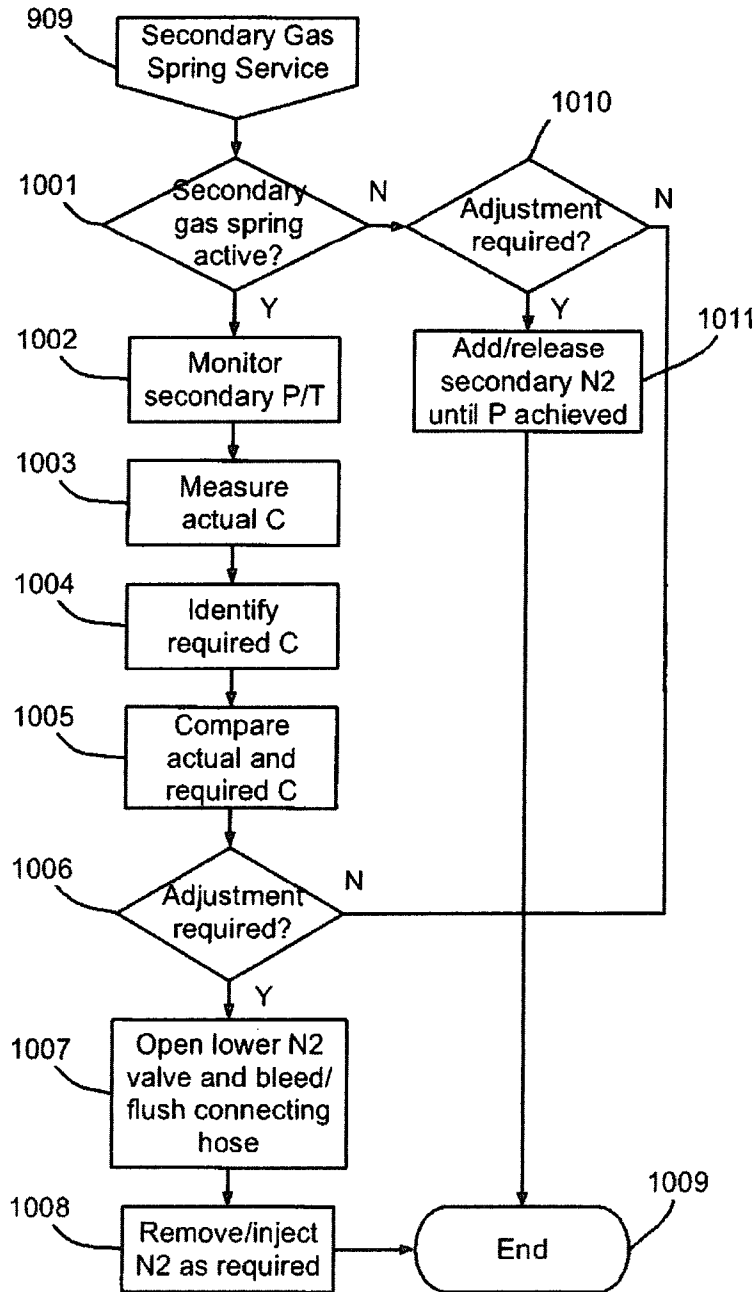 909
Secondary Gas
Spring Service
1001
Secondary
gas spring
active?
N
Y
1010
Adjustment
required?
N
Y
1002
Monitor
secondary P/T
1011
Add/release
secondary N2
until P achieved
1003
Measure
actual C
1004
Identify
required C
1005
Compare
actual and
required C
1006
Adjustment
required?
N
Y
1007
Open lower N2
valve and bleed/
flush connecting
hose
1008
Remove/inject
N2 as required
1009
End